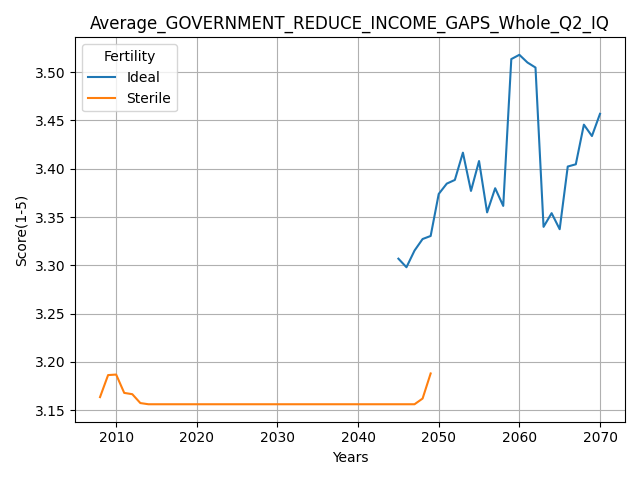 Average_GOVERNMENT_REDUCE_INCOME_GAPS_Whole_Q2_IQ
Fertility
Ideal
Sterile
Score(1-5)
3.50
3.45
3.40
3.35
3.30
3.25
3.20
3.15
2010 2020 2030 2040 2050 2060 2070
Years